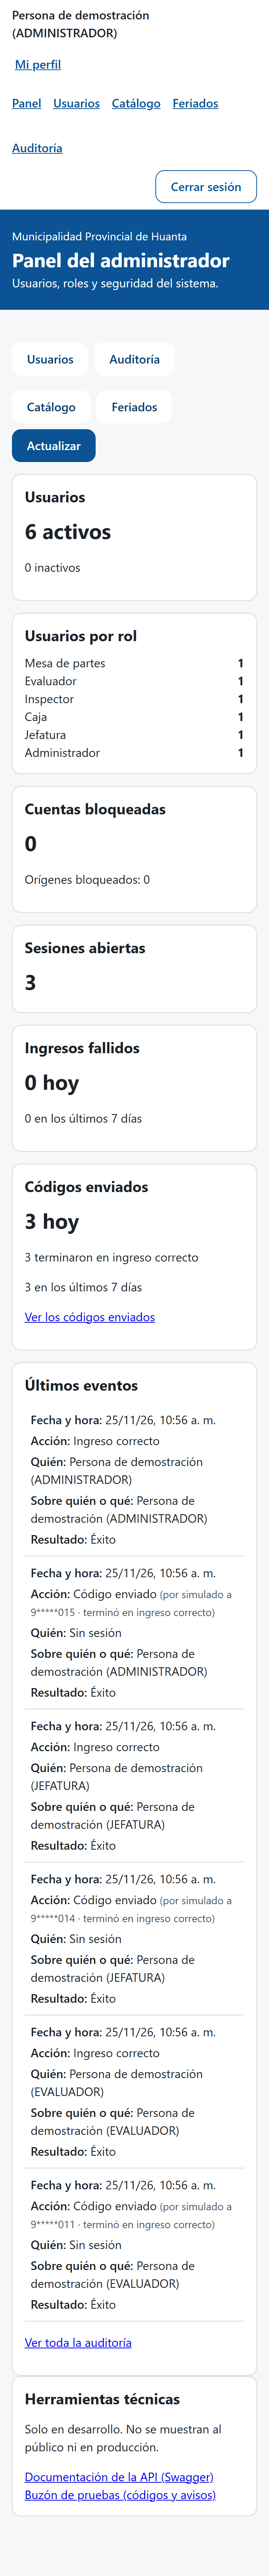 Persona de demostración
(ADMINISTRADOR)
Mi perfil
Panel Usuarios Catálogo Feriados
Auditoría
Cerrar sesión
Municipalidad Provincial de Huanta
Panel del administrador
Usuarios, roles y seguridad del sistema.
Usuarios Auditoría
Catálogo Feriados
Actualizar
Usuarios
6 activos
0 inactivos
Usuarios por rol
Mesa de partes 1
Evaluador 1
Inspector 1
Caja 1
Jefatura 1
Administrador 1
Cuentas bloqueadas
0
Orígenes bloqueados: 0
Sesiones abiertas
3
Ingresos fallidos
0 hoy
0 en los últimos 7 días
Códigos enviados
3 hoy
3 terminaron en ingreso correcto
3 en los últimos 7 días
Ver los códigos enviados
Últimos eventos
Fecha y hora: 25/11/26, 10:56 a. m.
Acción: Ingreso correcto
Quién: Persona de demostración
(ADMINISTRADOR)
Sobre quién o qué: Persona de
demostración (ADMINISTRADOR)
Resultado: Éxito
Fecha y hora: 25/11/26, 10:56 a. m.
Acción: Código enviado (por simulado a
9*****015 · terminó en ingreso correcto)
Quién: Sin sesión
Sobre quién o qué: Persona de
demostración (ADMINISTRADOR)
Resultado: Éxito
Fecha y hora: 25/11/26, 10:56 a. m.
Acción: Ingreso correcto
Quién: Persona de demostración
(JEFATURA)
Sobre quién o qué: Persona de
demostración (JEFATURA)
Resultado: Éxito
Fecha y hora: 25/11/26, 10:56 a. m.
Acción: Código enviado (por simulado a
9*****014 · terminó en ingreso correcto)
Quién: Sin sesión
Sobre quién o qué: Persona de
demostración (JEFATURA)
Resultado: Éxito
Fecha y hora: 25/11/26, 10:56 a. m.
Acción: Ingreso correcto
Quién: Persona de demostración
(EVALUADOR)
Sobre quién o qué: Persona de
demostración (EVALUADOR)
Resultado: Éxito
Fecha y hora: 25/11/26, 10:56 a. m.
Acción: Código enviado (por simulado a
9*****011 · terminó en ingreso correcto)
Quién: Sin sesión
Sobre quién o qué: Persona de
demostración (EVALUADOR)
Resultado: Éxito
Ver toda la auditoría
Herramientas técnicas
Solo en desarrollo. No se muestran al
público ni en producción.
Documentación de la API (Swagger)
Buzón de pruebas (códigos y avisos)